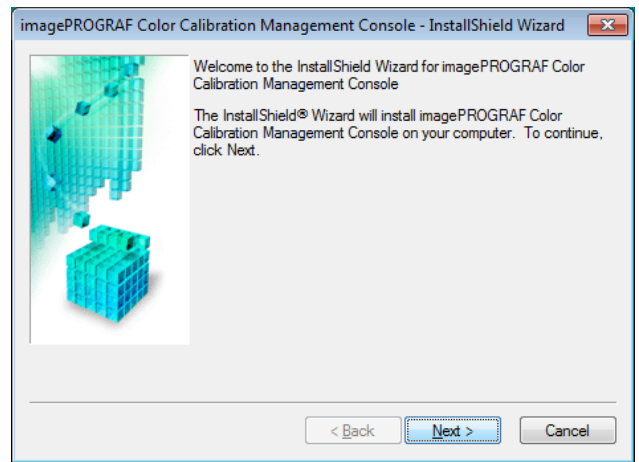 imagePROGRAF Color Calibration Management Console - InstallShield Wizard
Welcome to the InstallShield Wizard for imagePROGRAF Color
Calibration Management Console
The InstallShield® Wizard will install imagePROGRAF Color
Calibration Management Console on your computer. To continue,
click Next.
< Back
Next >
Cancel